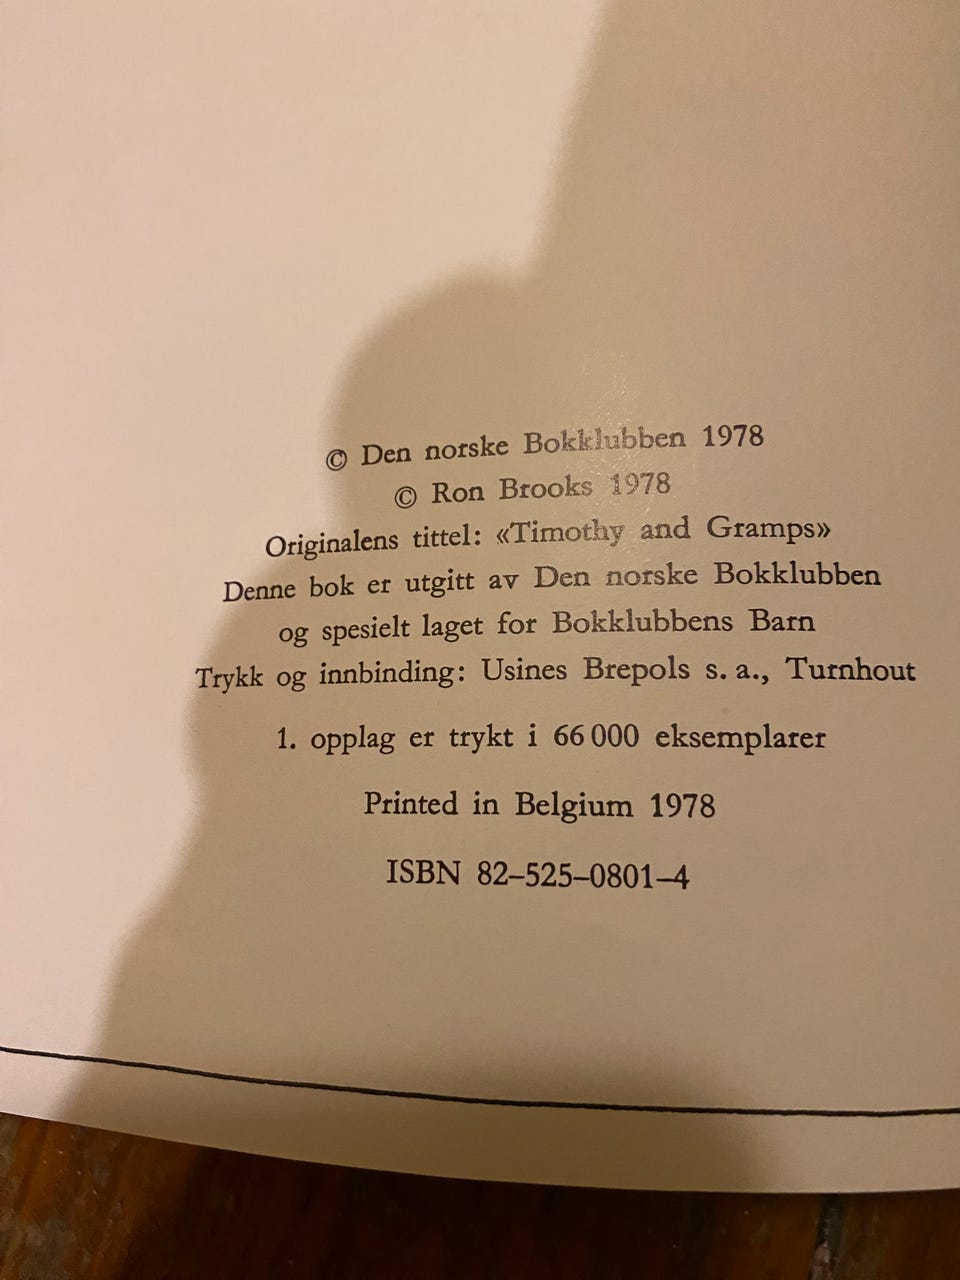 © Den norske Bokklubben 1978
© Ron Brooks 1978
Originalens tittel: «Timothy and Gramps»
Denne bok er utgitt av Den norske Bokklubben
og spesielt laget for Bokklubbens Barn
Trykk og innbinding: Usines Brepols s. a., Turnhout
1. opplag er trykt i 66 000 eksemplarer
Printed in Belgium 1978
ISBN 82–525–0801–4